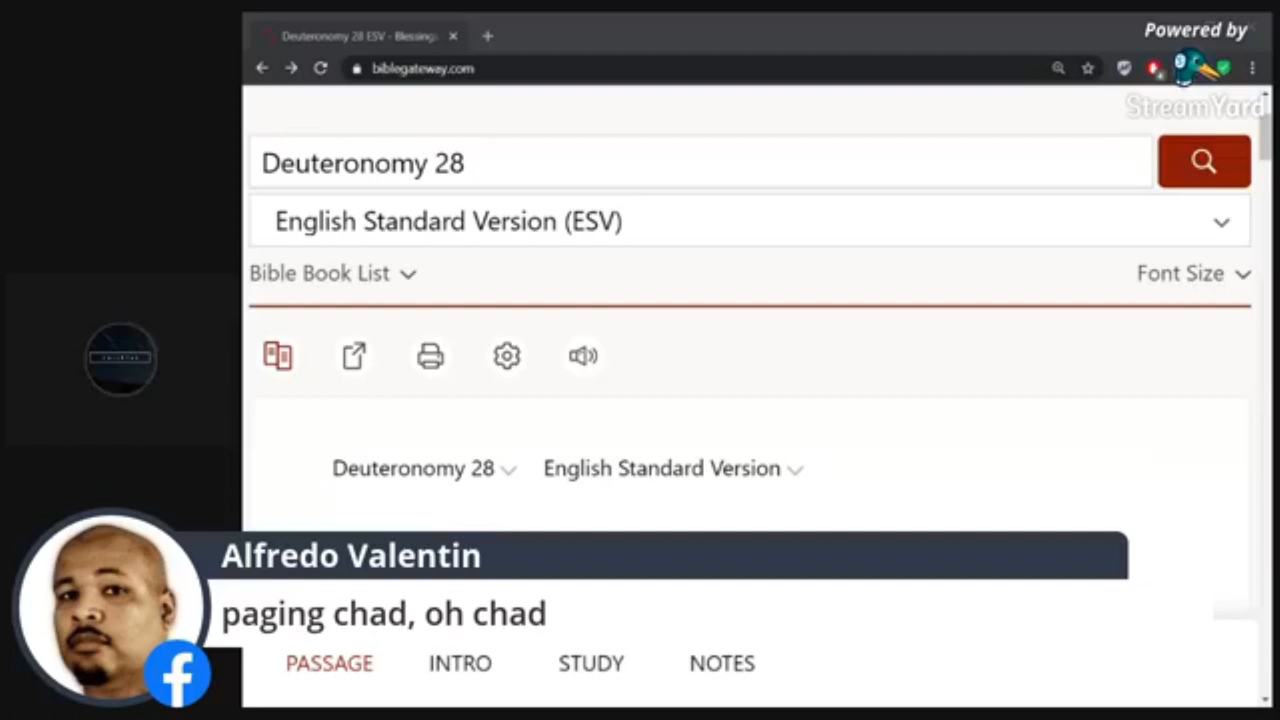 Powered by
Deuteronomy 28 ESV - Blessing
biblegateway.com
StreamYard
Deuteronomy 28
English Standard Version (ESV)
Bible Book List
Font Size
Deuteronomy 28
English Standard Version
Alfredo Valentin
paging chad, oh chad
PASSAGE
INTRO
STUDY
NOTES